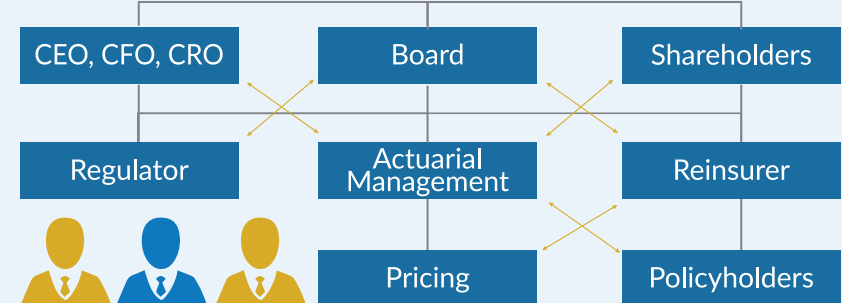 CEO, CFO, CRO
Board
Shareholders
Regulator
Actuarial
Management
Reinsurer
Pricing
Policyholders